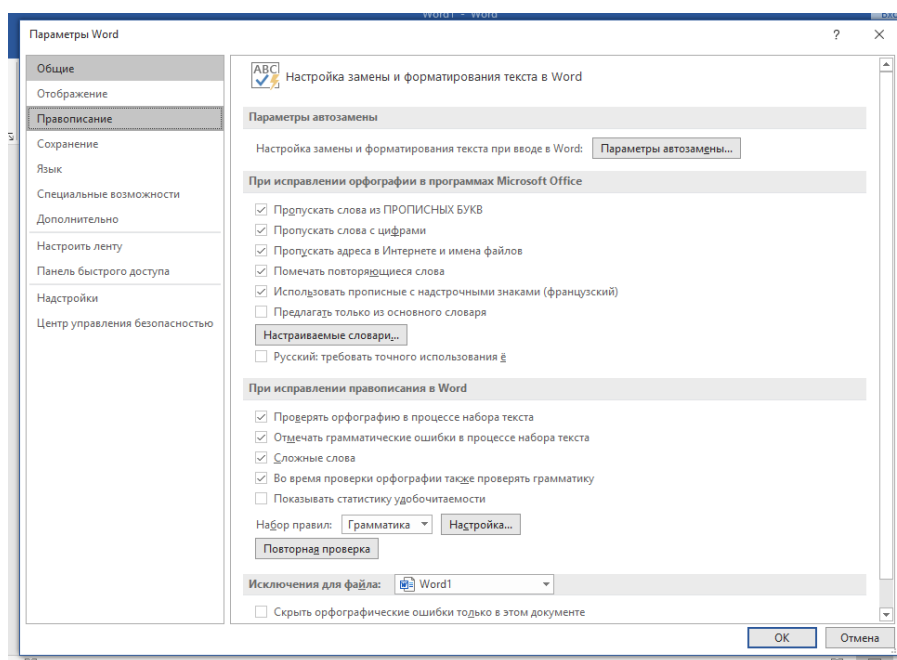 Word1 - Word
Параметры Word
Общие
Отображение
Правописание
Сохранение
Язык
Специальные возможности
Дополнительно
Настроить ленту
Панель быстрого доступа
Надстройки
Центр управления безопасностью
ABC
Настройка замены и форматирования текста в Word
Параметры автозамены
Настройка замены и форматирования текста при вводе в Word: Параметры автозамены...
При исправлении орфографии в программах Microsoft Office
Пропускать слова из ПРОПИСНЫХ БУКВ
Пропускать слова с цифрами
Пропускать адреса в Интернете и имена файлов
Помечать повторяющиеся слова
Использовать прописные с надстрочными знаками (французский)
Предлагать только из основного словаря
Настраиваемые словари...
Русский: требовать точного использования ё
При исправлении правописания в Word
Проверять орфографию в процессе набора текста
Отмечать грамматические ошибки в процессе набора текста
Сложные слова
Во время проверки орфографии также проверять грамматику
Показывать статистику удобочитаемости
Набор правил: Грамматика Настройка...
Повторная проверка
Исключения для файла: Word1
Скрыть орфографические ошибки только в этом документе
ОК Отмена